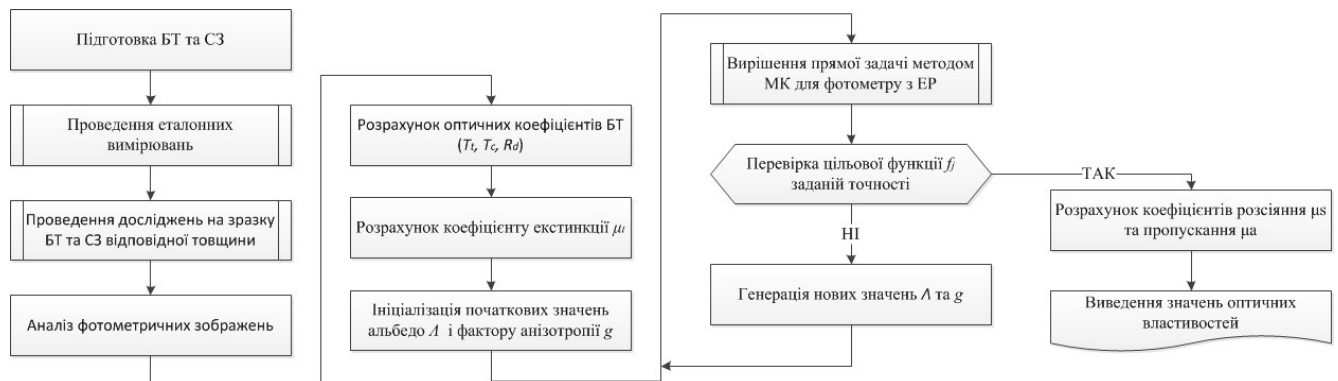 Підготовка БТ та СЗ
Проведення еталонних
вимірювань
Проведення досліджень на зразку
БТ та СЗ відповідної товщини
Аналіз фотометричних зображень
Розрахунок оптичних коефіцієнтів БТ
(Tt, Tc, Rd)
Розрахунок коефіцієнту екстинкції μt
Ініціалізація початкових значень
альбедо Λ і фактору анізотропії g
Вирішення прямої задачі методом
МК для фотометру з ЕР
Перевірка цільової функції fj
заданій точності
НІ
Генерація нових значень Λ та g
ТАК
Розрахунок коефіцієнтів розсіяння μs
та пропускання μа
Виведення значень оптичних
властивостей